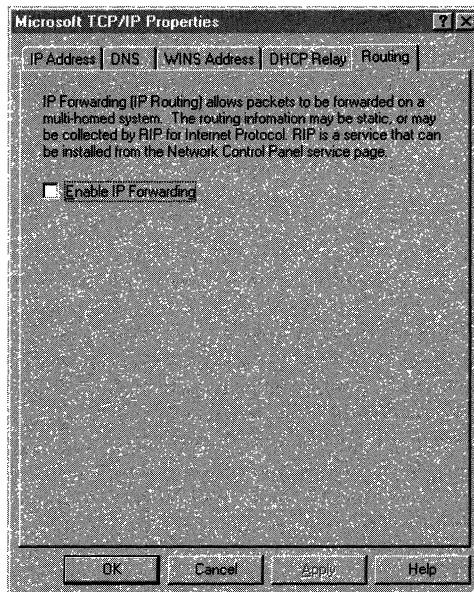 Microsoft TCP/IP Properties
IP Address DNS WINS Address DHCP Relay Routing
IP Forwarding (IP Routing) allows packets to be forwarded on a
multi-homed system. The routing infomation may be static, or may
be collected by RIP for Internet Protocol. RIP is a service that can
be installed from the Network Control Panel service page.
Enable IP Forwarding
OK Cancel Apply Help